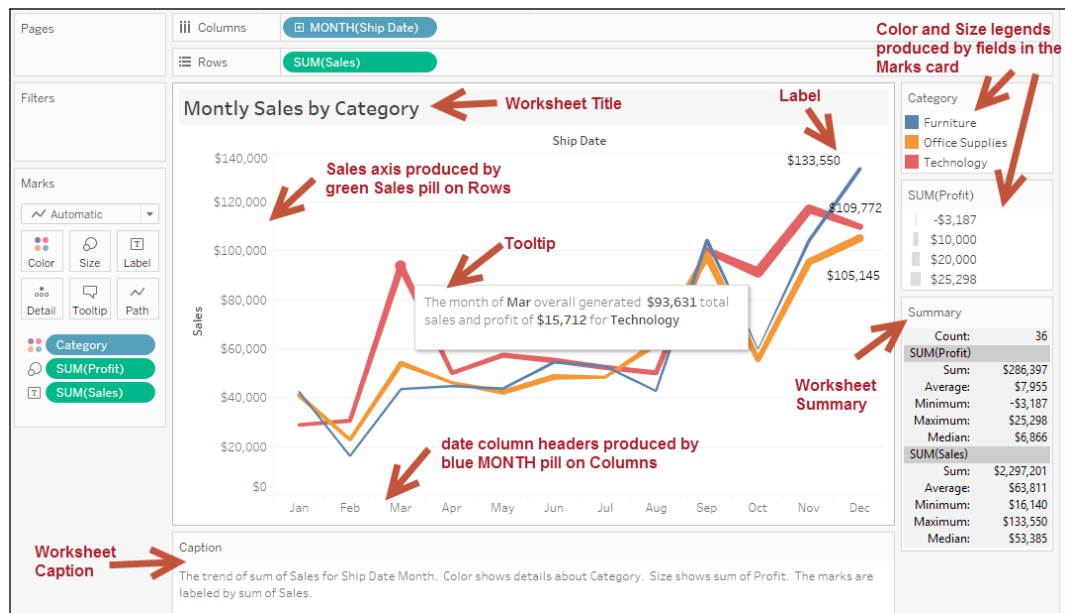 Pages
Columns
MONTH(Ship Date)
Rows
SUM(Sales)
Color and Size legends
produced by fields in the
Marks card
Filters
Montly Sales by Category
Worksheet Title
Label
Category
Furniture
Office Supplies
Technology
Ship Date
Sales axis produced by
green Sales pill on Rows
$140,000
$120,000
$100,000
$80,000
$60,000
$40,000
$20,000
$0
Sales
$133,550
$109,772
$105,145
Marks
Automatic
Color
Size
Label
Detail
Tooltip
Path
Category
SUM(Profit)
SUM(Sales)
Tooltip
The month of Mar overall generated $93,631 total
sales and profit of $15,712 for Technology
SUM(Profit)
-$3,187
$10,000
$20,000
$25,298
Worksheet
Summary
Summary
Count: 36
SUM(Profit)
Sum: $286,397
Average: $7,955
Minimum: -$3,187
Maximum: $25,298
Median: $6,866
SUM(Sales)
Sum: $2,297,201
Average: $63,811
Minimum: $16,140
Maximum: $133,550
Median: $53,385
date column headers produced by
blue MONTH pill on Columns
Jan Feb Mar Apr May Jun Jul Aug Sep Oct Nov Dec
Worksheet
Caption
Caption
The trend of sum of Sales for Ship Date Month. Color shows details about Category. Size shows sum of Profit. The marks are
labeled by sum of Sales.